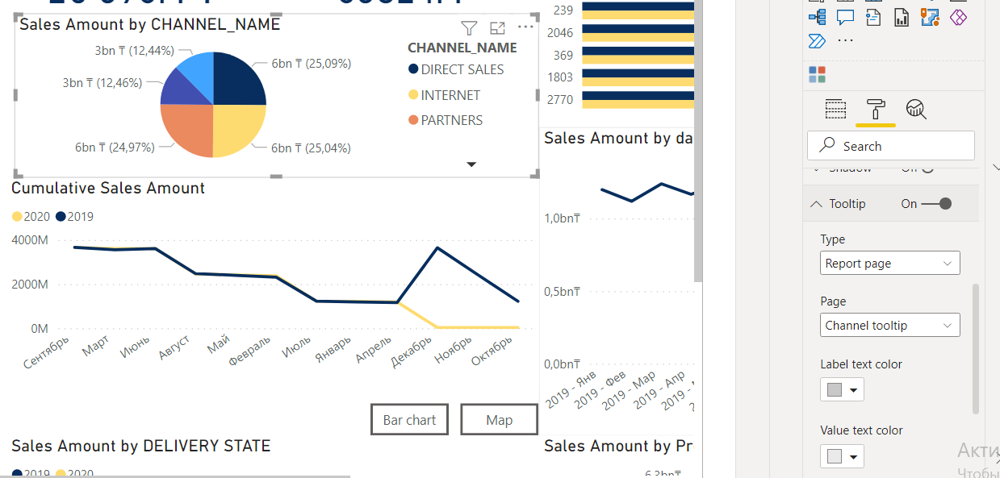 Sales Amount by CHANNEL_NAME
3bn ₸ (12,44%)
3bn ₸ (12,46%)
6bn ₸ (25,09%)
6bn ₸ (24,97%)
6bn ₸ (25,04%)
CHANNEL_NAME
DIRECT SALES
INTERNET
PARTNERS
Cumulative Sales Amount
2020 2019
4000M
2000M
0M
Сентябрь
Март
Июнь
Август
Май
Февраль
Июль
Январь
Апрель
Декабрь
Ноябрь
Октябрь
Bar chart
Map
Sales Amount by DELIVERY STATE
2019 2020
239
2046
369
1803
2770
Sales Amount by da
1,0bn₸
0,5bn₸
0,0bn₸
2019 - Янв
2019 - Фев
2019 - Мар
2019 - Апр
2019 -
Sales Amount by Pr
6,3bn₸
Search
Shadow Off
Tooltip On
Type
Report page
Page
Channel tooltip
Label text color
Value text color
Акти
Чтобы